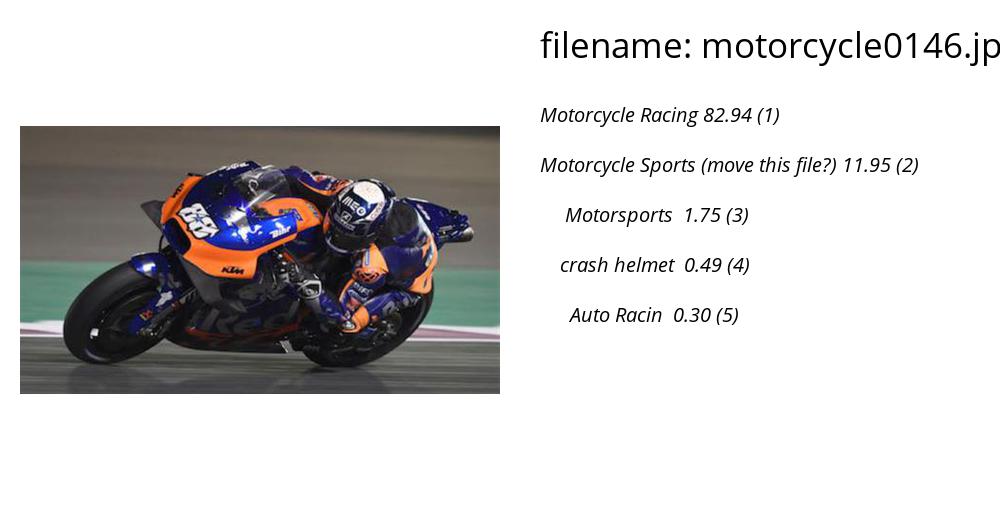 filename: motorcycle0146.jp
Motorcycle Racing 82.94 (1)
Motorcycle Sports (move this file?) 11.95 (2)
Motorsports 1.75 (3)
crash helmet 0.49 (4)
Auto Racin 0.30 (5)
MEO
88
KTM